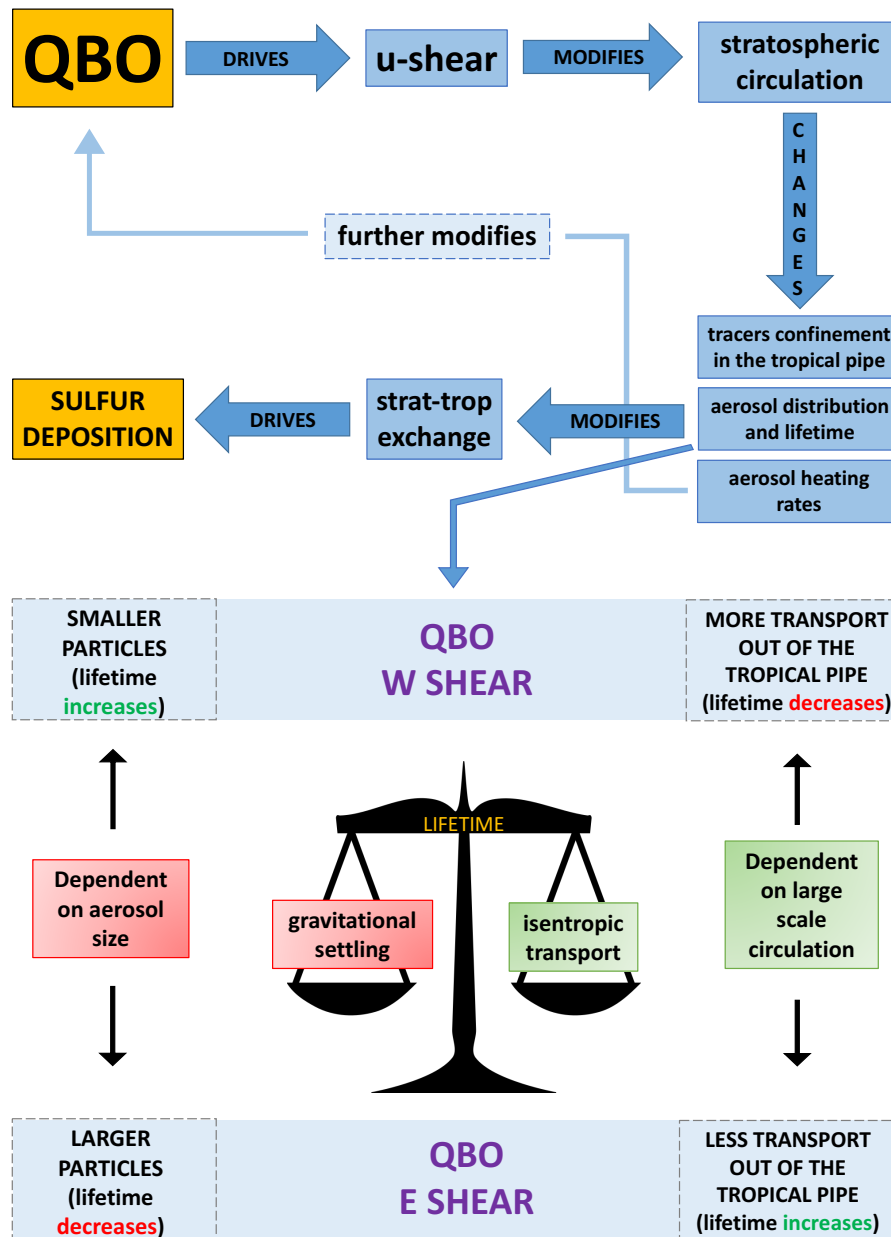 QBO
DRIVES
u-shear
MODIFIES
stratospheric
circulation
CHANGES
further modifies
tracers confinement
in the tropical pipe
SULFUR
DEPOSITION
DRIVES
strat-trop
exchange
MODIFIES
aerosol distribution
and lifetime
aerosol heating
rates
SMALLER
PARTICLES
(lifetime
increases)
QBO
W SHEAR
MORE TRANSPORT
OUT OF THE
TROPICAL PIPE
(lifetime decreases)
LIFETIME
Dependent
on aerosol
size
gravitational
settling
isentropic
transport
Dependent
on large
scale
circulation
LARGER
PARTICLES
(lifetime
decreases)
QBO
E SHEAR
LESS TRANSPORT
OUT OF THE
TROPICAL PIPE
(lifetime increases)